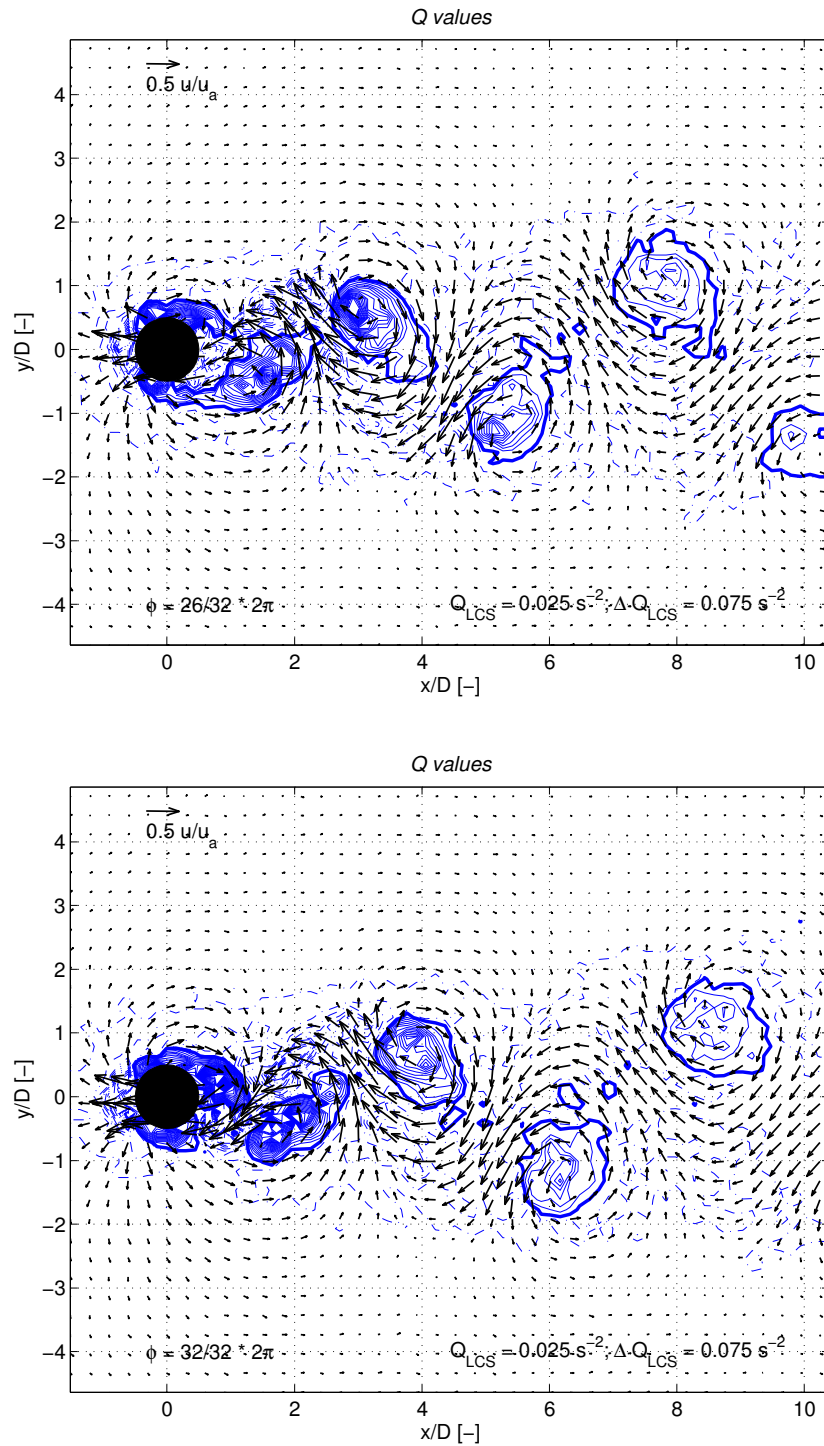 Q values
0.5 u/u_a
4
3
2
1
0
−1
−2
−3
−4
y/D [−]
ϕ = 26/32 * 2π
Q_LCS = 0.025 s^−2; Δ Q_LCS = 0.075 s^−2
0 2 4 6 8 10
x/D [−]
Q values
0.5 u/u_a
4
3
2
1
0
−1
−2
−3
−4
y/D [−]
ϕ = 32/32 * 2π
Q_LCS = 0.025 s^−2; Δ Q_LCS = 0.075 s^−2
0 2 4 6 8 10
x/D [−]